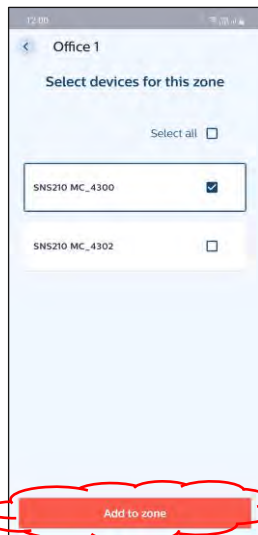 12:00
Office 1
Select devices for this zone
Select all
SNS210 MC_4300
SNS210 MC_4302
Add to zone